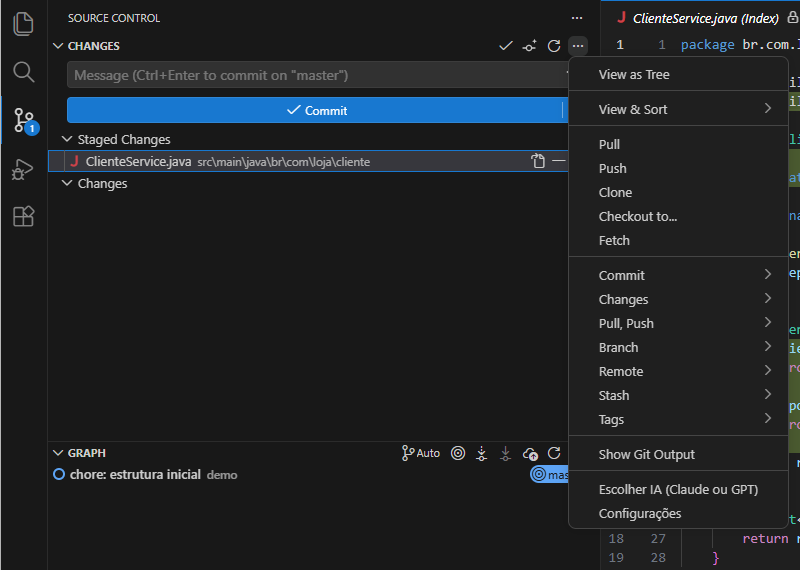 SOURCE CONTROL
CHANGES
Message (Ctrl+Enter to commit on "master")
Commit
Staged Changes
ClienteService.java src\main\java\br\com\loja\cliente
Changes
1
GRAPH
Auto
chore: estrutura inicial demo
ClienteService.java (Index)
1 1 package br.com.
View as Tree
View & Sort
Pull
Push
Clone
Checkout to...
Fetch
Commit
Changes
Pull, Push
Branch
Remote
Stash
Tags
Show Git Output
Escolher IA (Claude ou GPT)
Configurações
18 27 return
19 28 }